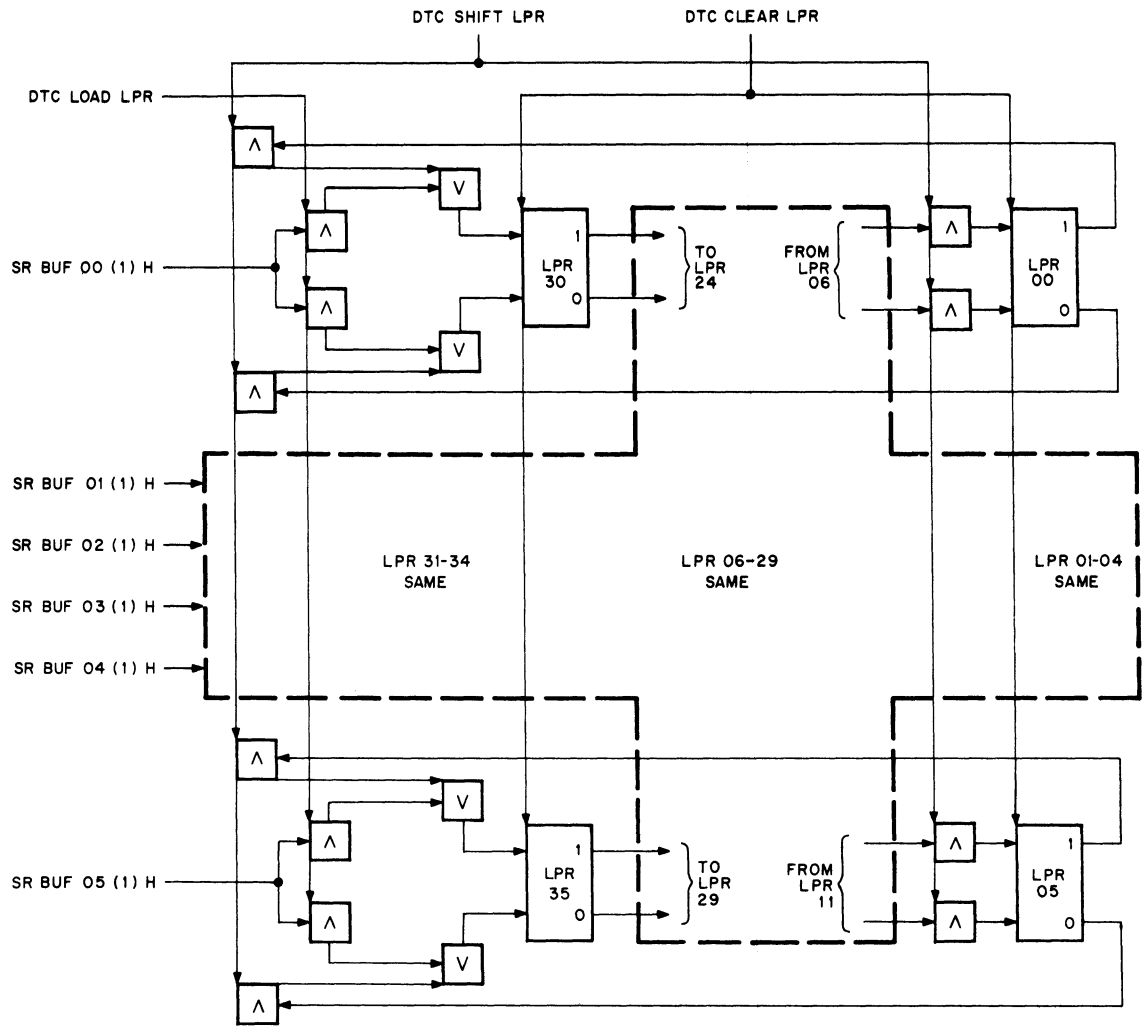 DTC SHIFT LPR
DTC CLEAR LPR
DTC LOAD LPR
Λ
Λ
V
Λ
1
1
SR BUF 00 (1) H
LPR
30
TO
LPR
24
FROM
LPR
06
LPR
00
Λ
0
Λ
0
V
Λ
SR BUF 01 (1) H
SR BUF 02 (1) H
LPR 31-34
SAME
LPR 06-29
SAME
LPR 01-04
SAME
SR BUF 03 (1) H
SR BUF 04 (1) H
Λ
V
Λ
1
Λ
1
SR BUF 05 (1) H
LPR
35
TO
LPR
29
FROM
LPR
11
LPR
05
Λ
0
Λ
0
V
Λ